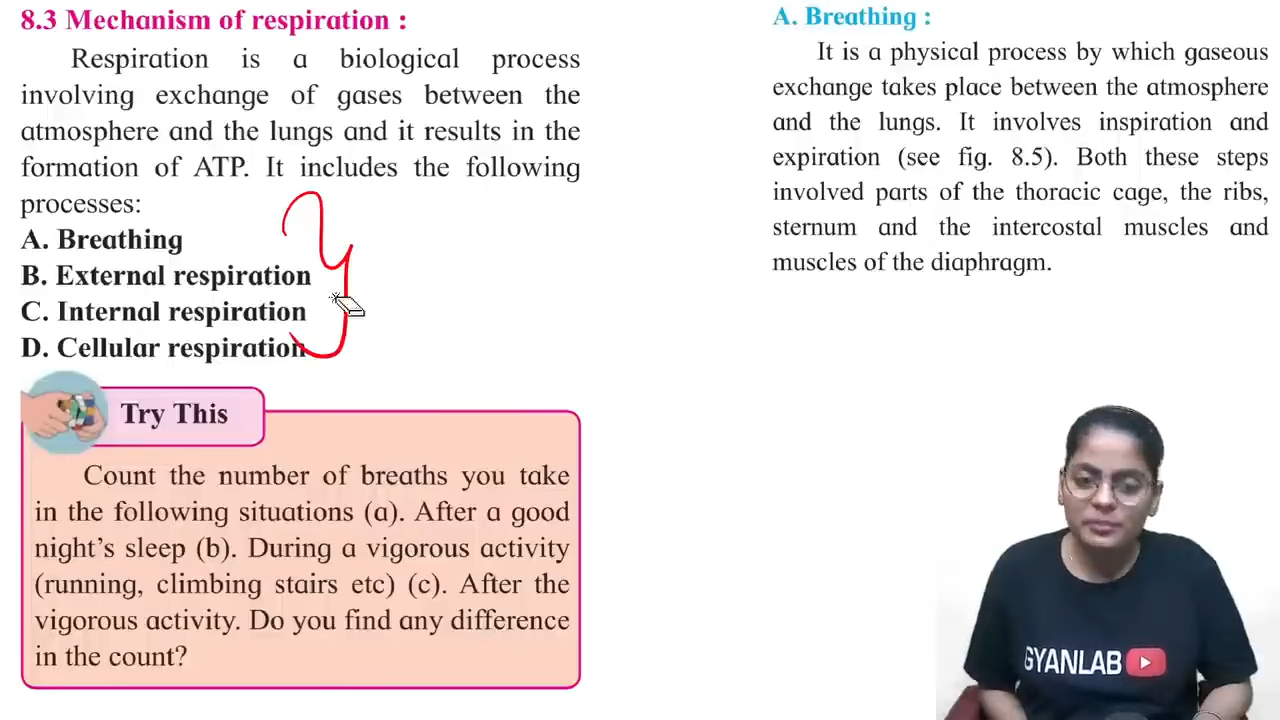 8.3 Mechanism of respiration :
Respiration is a biological process
involving exchange of gases between the
atmosphere and the lungs and it results in the
formation of ATP. It includes the following
processes:
A. Breathing
B. External respiration
C. Internal respiration
D. Cellular respiration
Try This
Count the number of breaths you take
in the following situations (a). After a good
night's sleep (b). During a vigorous activity
(running, climbing stairs etc) (c). After the
vigorous activity. Do you find any difference
in the count?
A. Breathing :
It is a physical process by which gaseous
exchange takes place between the atmosphere
and the lungs. It involves inspiration and
expiration (see fig. 8.5). Both these steps
involved parts of the thoracic cage, the ribs,
sternum and the intercostal muscles and
muscles of the diaphragm.
GYANLAB